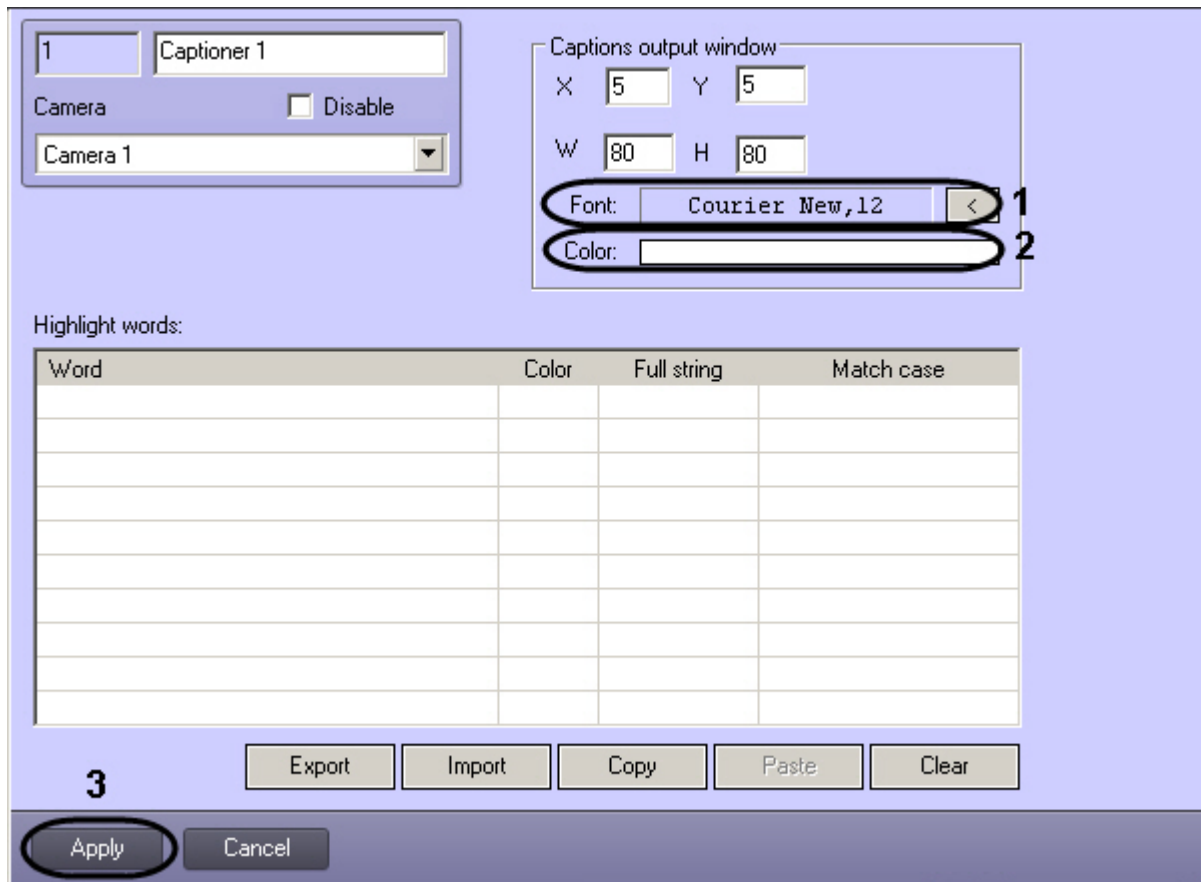 1 Captioner 1
Camera Disable
Camera 1
Captions output window
X 5 Y 5
W 80 H 80
Font: Courier New,12 < 1
Color: 2
Highlight words:
Word Color Full string Match case
Export Import Copy Paste Clear
3
Apply Cancel